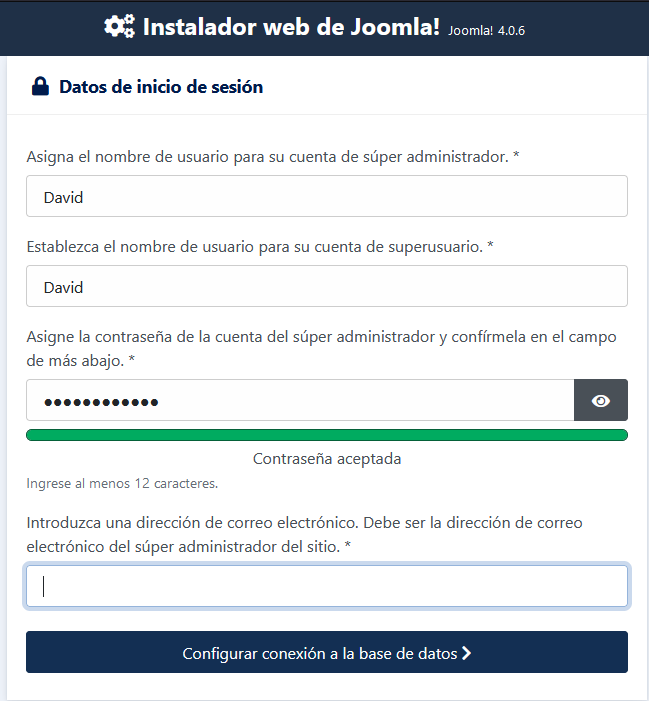 Instalador web de Joomla! Joomla! 4.0.6
Datos de inicio de sesión
Asigna el nombre de usuario para su cuenta de súper administrador. *
David
Establezca el nombre de usuario para su cuenta de superusuario. *
David
Asigne la contraseña de la cuenta del súper administrador y confírmela en el campo
de más abajo. *
••••••••••••
Contraseña aceptada
Ingrese al menos 12 caracteres.
Introduzca una dirección de correo electrónico. Debe ser la dirección de correo
electrónico del súper administrador del sitio. *
Configurar conexión a la base de datos